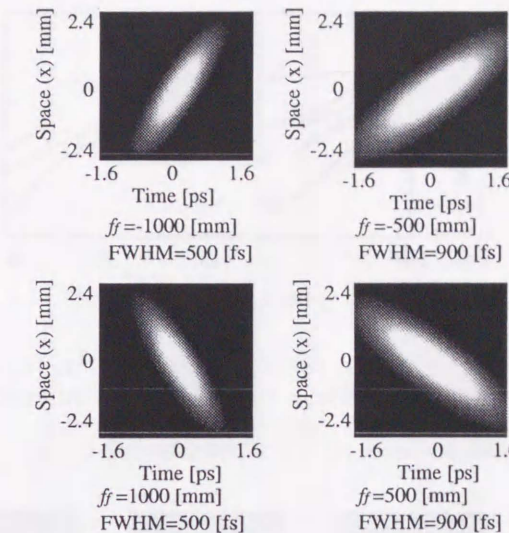 2.4
Space (x) [mm]
0
-2.4
-1.6 0 1.6
Time [ps]
ff=-1000 [mm]
FWHM=500 [fs]
2.4
Space (x) [mm]
0
-2.4
-1.6 0 1.6
Time [ps]
ff=-500 [mm]
FWHM=900 [fs]
2.4
Space (x) [mm]
0
-2.4
-1.6 0 1.6
Time [ps]
ff=1000 [mm]
FWHM=500 [fs]
2.4
Space (x) [mm]
0
-2.4
-1.6 0 1.6
Time [ps]
ff=500 [mm]
FWHM=900 [fs]